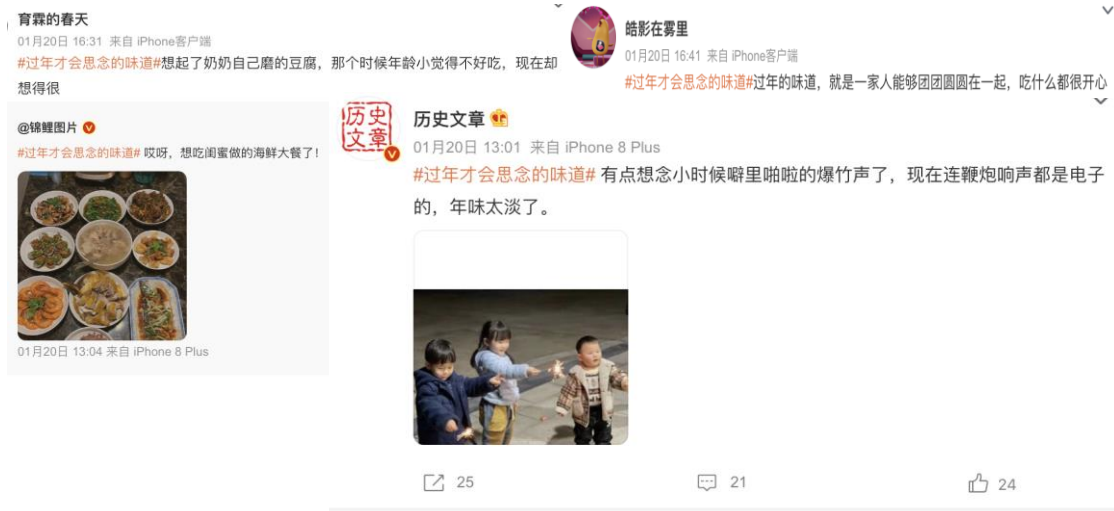 育霖的春天
01月20日 16:31 来自 iPhone客户端
#过年才会思念的味道#想起了奶奶自己磨的豆腐，那个时候年龄小觉得不好吃，现在却
想得很
@锦鲤图片
#过年才会思念的味道# 哎呀，想吃闺蜜做的海鲜大餐了！
01月20日 13:04 来自 iPhone 8 Plus
皓影在雾里
01月20日 16:41 来自 iPhone客户端
#过年才会思念的味道#过年的味道，就是一家人能够团团圆圆在一起，吃什么都很开心
历史
文章
历史文章
01月20日 13:01 来自 iPhone 8 Plus
#过年才会思念的味道# 有点想念小时候噼里啪啦的爆竹声了，现在连鞭炮响声都是电子
的，年味太淡了。
25
21
24